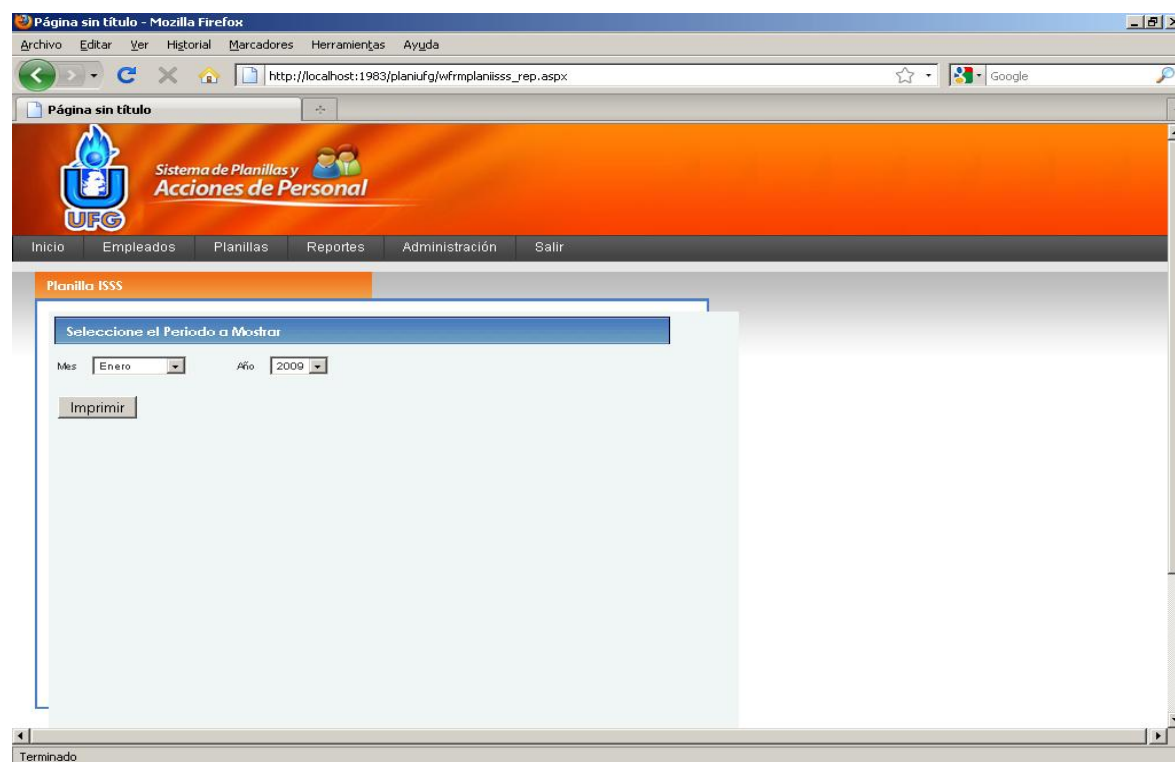 Página sin título - Mozilla Firefox
Archivo Editar Ver Historial Marcadores Herramientas Ayuda
http://localhost:1983/planiufg/wfrmplaniisss_rep.aspx Google
Página sin título
Sistema de Planillas y
Acciones de Personal
UFG
Inicio Empleados Planillas Reportes Administración Salir
Planilla ISSS
Seleccione el Periodo a Mostrar
Mes Enero Año 2009
Imprimir
Terminado